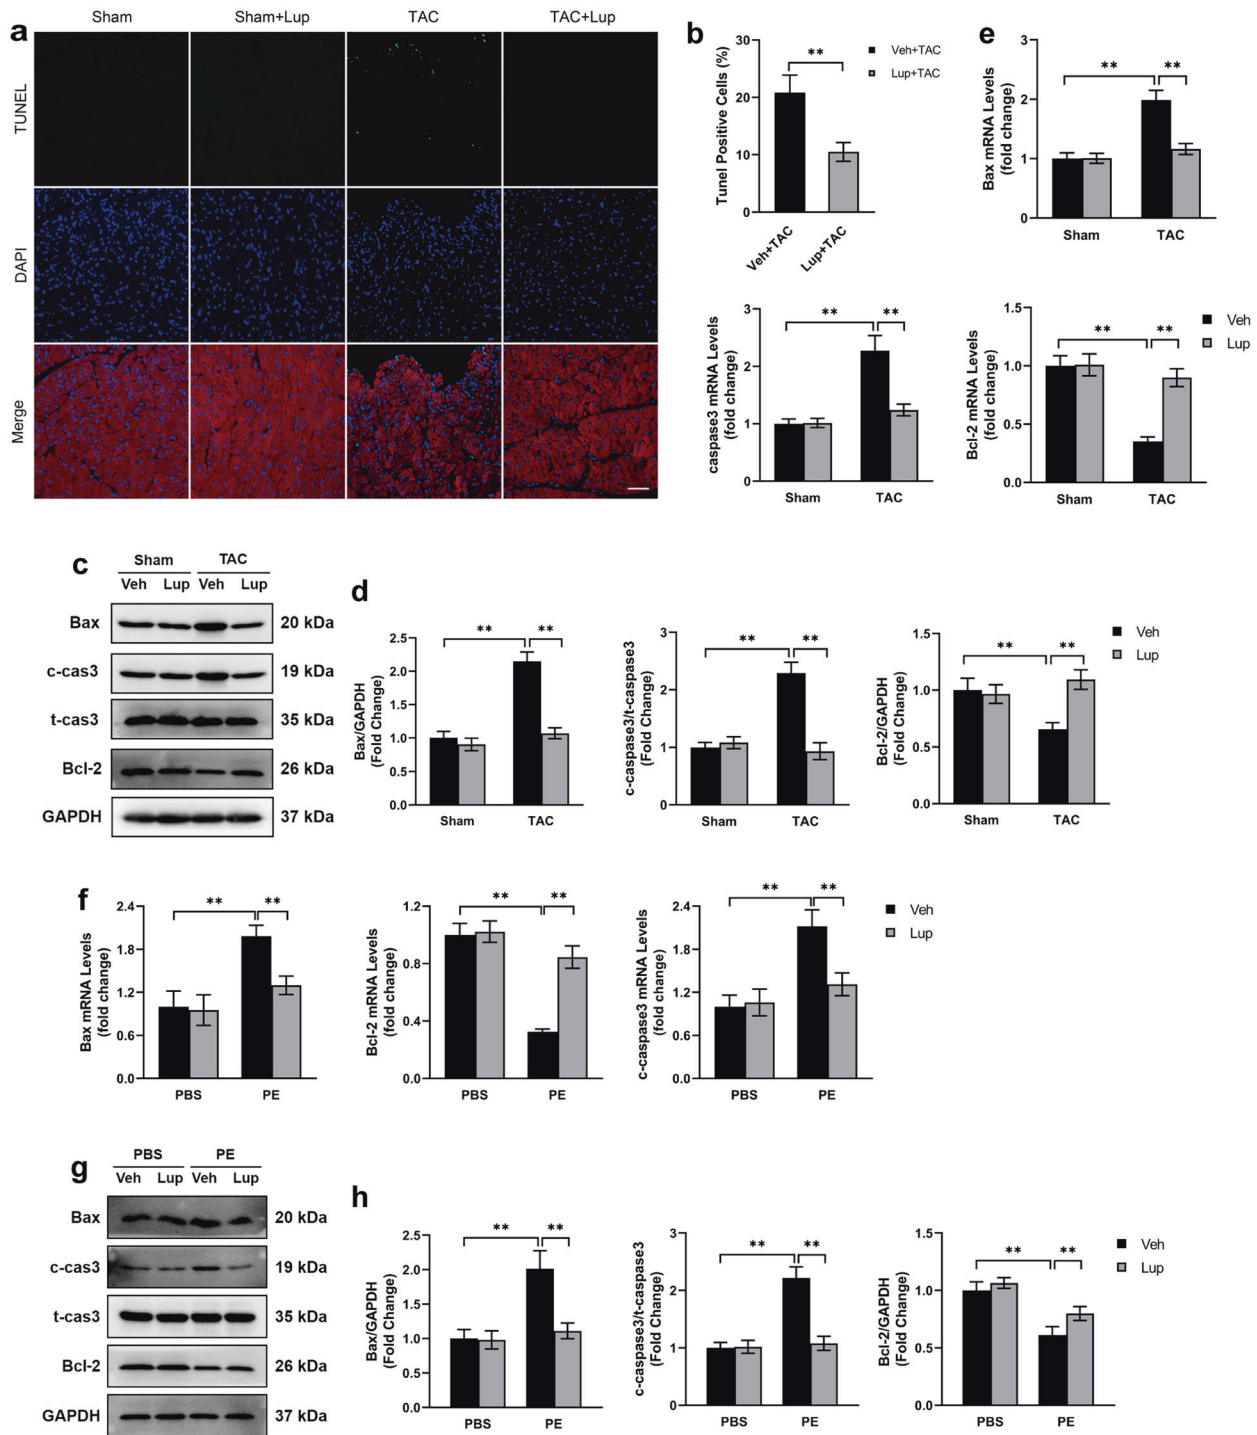 a
Sham Sham+Lup TAC TAC+Lup
TUNEL
DAPI
Merge
b
Tunel Positive Cells (%)
30
20
10
0
**
Veh+TAC
Lup+TAC
Veh+TAC
Lup+TAC
e
Bax mRNA Levels
(fold change)
3
2
1
0
** **
Sham TAC
caspase3 mRNA Levels
(fold change)
3
2
1
0
** **
Sham TAC
Bcl-2 mRNA Levels
(fold change)
1.5
1.0
0.5
0.0
** **
Sham TAC
Veh
Lup
c
Sham TAC
Veh Lup Veh Lup
Bax 20 kDa
c-cas3 19 kDa
t-cas3 35 kDa
Bcl-2 26 kDa
GAPDH 37 kDa
d
Bax/GAPDH
(Fold Change)
2.5
2.0
1.5
1.0
0.5
0.0
** **
Sham TAC
c-caspase3/t-caspase3
(Fold Change)
3
2
1
0
** **
Sham TAC
Bcl-2/GAPDH
(Fold Change)
1.5
1.0
0.5
0.0
** **
Sham TAC
Veh
Lup
f
Bax mRNA Levels
(fold change)
2.4
1.8
1.2
0.6
0.0
** **
PBS PE
Bcl-2 mRNA Levels
(fold change)
1.2
0.8
0.4
0.0
** **
PBS PE
c-caspase3 mRNA Levels
(fold change)
2.4
1.8
1.2
0.6
0.0
** **
PBS PE
Veh
Lup
g
PBS PE
Veh Lup Veh Lup
Bax 20 kDa
c-cas3 19 kDa
t-cas3 35 kDa
Bcl-2 26 kDa
GAPDH 37 kDa
h
Bax/GAPDH
(Fold Change)
2.5
2.0
1.5
1.0
0.5
0.0
** **
PBS PE
c-caspase3/t-caspase3
(Fold Change)
3
2
1
0
** **
PBS PE
Bcl-2/GAPDH
(Fold Change)
1.5
1.0
0.5
0.0
** **
PBS PE
Veh
Lup